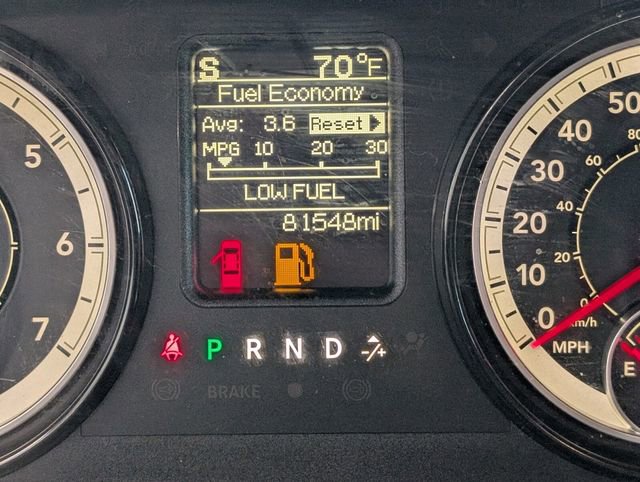 S 70°F
Fuel Economy
Avg: 3.6 Reset
MPG 10 20 30
LOW FUEL
81548mi
P R N D -/+
BRAKE
5
6
7
50
40
30
20
10
0
80
60
40
20
0
km/h
MPH
E